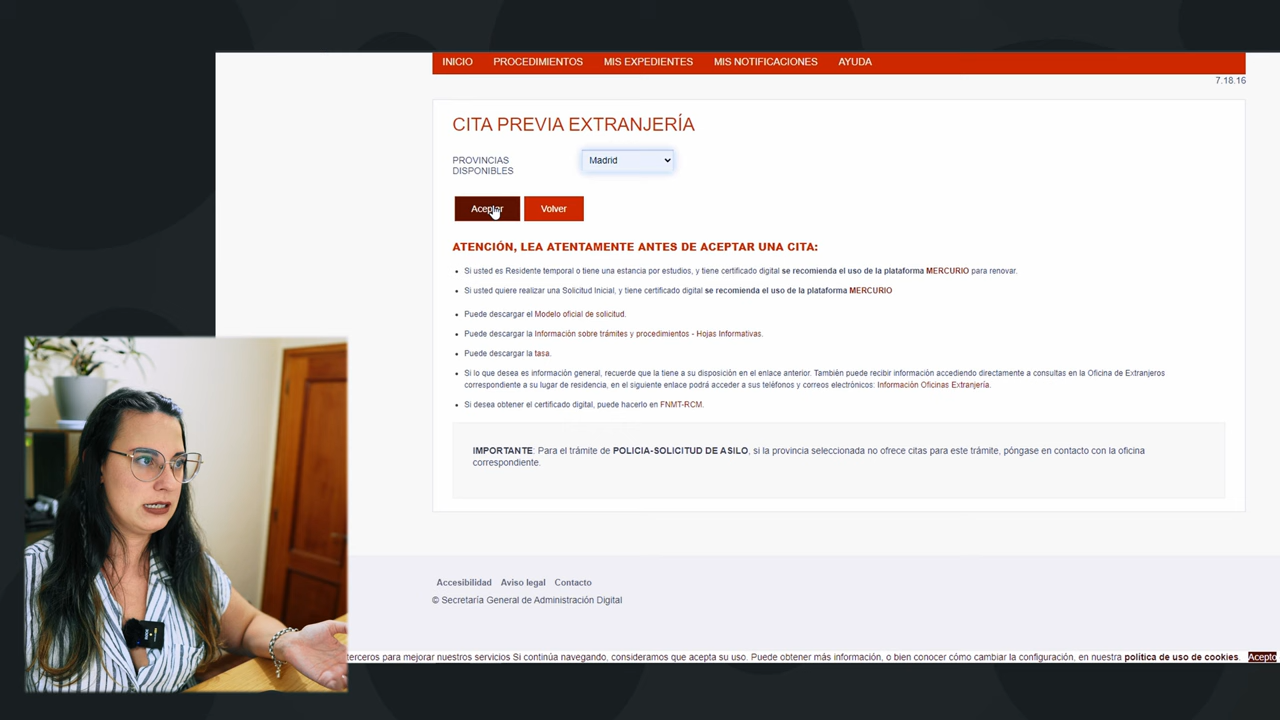 INICIO PROCEDIMIENTOS MIS EXPEDIENTES MIS NOTIFICACIONES AYUDA
7.18.16
CITA PREVIA EXTRANJERÍA
PROVINCIAS
DISPONIBLES
Madrid
Aceptar Volver
ATENCIÓN, LEA ATENTAMENTE ANTES DE ACEPTAR UNA CITA:
• Si usted es Residente temporal o tiene una estancia por estudios, y tiene certificado digital se recomienda el uso de la plataforma MERCURIO para renovar.
• Si usted quiere realizar una Solicitud Inicial, y tiene certificado digital se recomienda el uso de la plataforma MERCURIO
• Puede descargar el Modelo oficial de solicitud.
• Puede descargar la Información sobre trámites y procedimientos - Hojas Informativas.
• Puede descargar la tasa.
• Si lo que desea es información general, recuerde que la tiene a su disposición en el enlace anterior. También puede recibir información accediendo directamente a consultas en la Oficina de Extranjeros
correspondiente a su lugar de residencia, en el siguiente enlace podrá acceder a sus teléfonos y correos electrónicos: Información Oficinas Extranjería.
• Si desea obtener el certificado digital, puede hacerlo en FNMT-RCM.
IMPORTANTE: Para el trámite de POLICIA-SOLICITUD DE ASILO, si la provincia seleccionada no ofrece citas para este trámite, póngase en contacto con la oficina
correspondiente.
Accesibilidad Aviso legal Contacto
© Secretaría General de Administración Digital
terceros para mejorar nuestros servicios Si continúa navegando, consideramos que acepta su uso. Puede obtener más información, o bien conocer cómo cambiar la configuración, en nuestra política de uso de cookies. Acepto